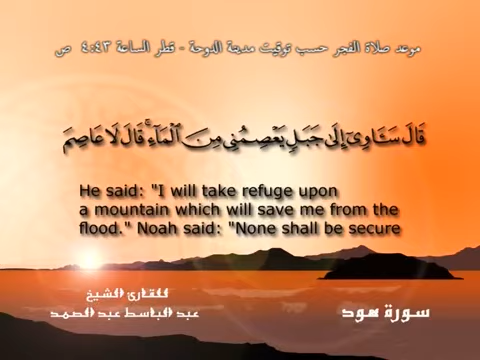 موعد صلاة الفجر حسب توقيت مدينة الدوحة - قطر الساعة ٤:٤٣ ص
قَالَ سَـَٔاوِىٓ إِلَىٰ جَبَلٍ يَعْصِمُنِى مِنَ ٱلْمَآءِ ۚ قَالَ لَا عَاصِمَ
He said: "I will take refuge upon
a mountain which will save me from the
flood." Noah said: "None shall be secure
سورة هود
للقارئ الشيخ
عبد الباسط عبد الصمد